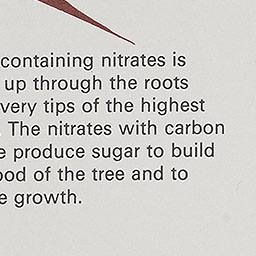 containing nitrates is
up through the roots
very tips of the highest
. The nitrates with carbon
produce sugar to build
of the tree and to
growth.